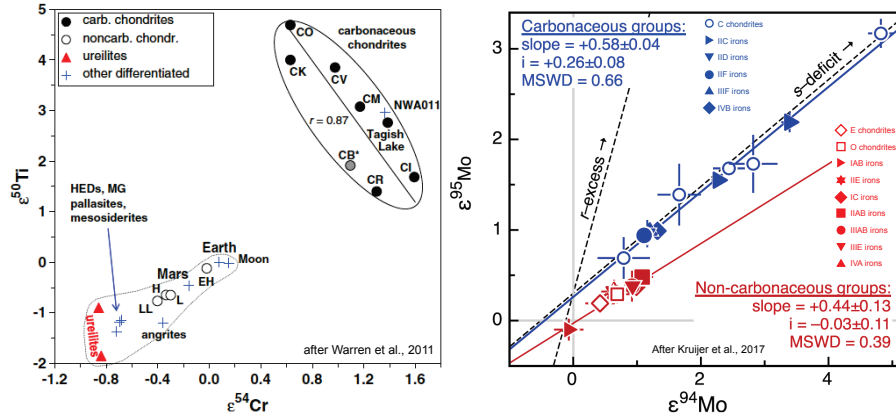 carb. chondrites
noncarb. chondr.
ureilites
other differentiated
carbonaceous
chondrites
CO
CK
CV
CM
NWA011
r = 0.87
Tagish
Lake
CB*
CI
CR
HEDs, MG
pallasites,
mesosiderites
Earth
Moon
Mars
EH
H
L
LL
angrites
ureilites
after Warren et al., 2011
ε50Ti
5
4
3
2
1
0
-1
-2
-1.2
-0.8
-0.4
0.0
0.4
0.8
1.2
1.6
ε54Cr
Carbonaceous groups:
slope = +0.58±0.04
i = +0.26±0.08
MSWD = 0.66
C chondrites
IIC irons
IID irons
IIF irons
IIIF irons
IVB irons
s–deficit →
r–excess →
E chondrites
O chondrites
IAB irons
IIE irons
IC irons
IIAB irons
IIIAB irons
IIIE irons
IVA irons
Non-carbonaceous groups:
slope = +0.44±0.13
i = –0.03±0.11
MSWD = 0.39
After Kruijer et al., 2017
ε95Mo
3
2
1
0
0
2
4
ε94Mo